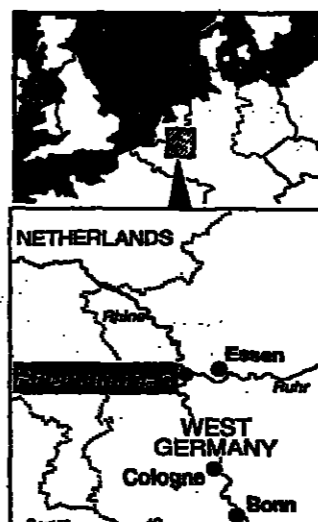 NETHERLANDS
Rhine
Essen
Ruhr
WEST
GERMANY
Cologne
Bonn